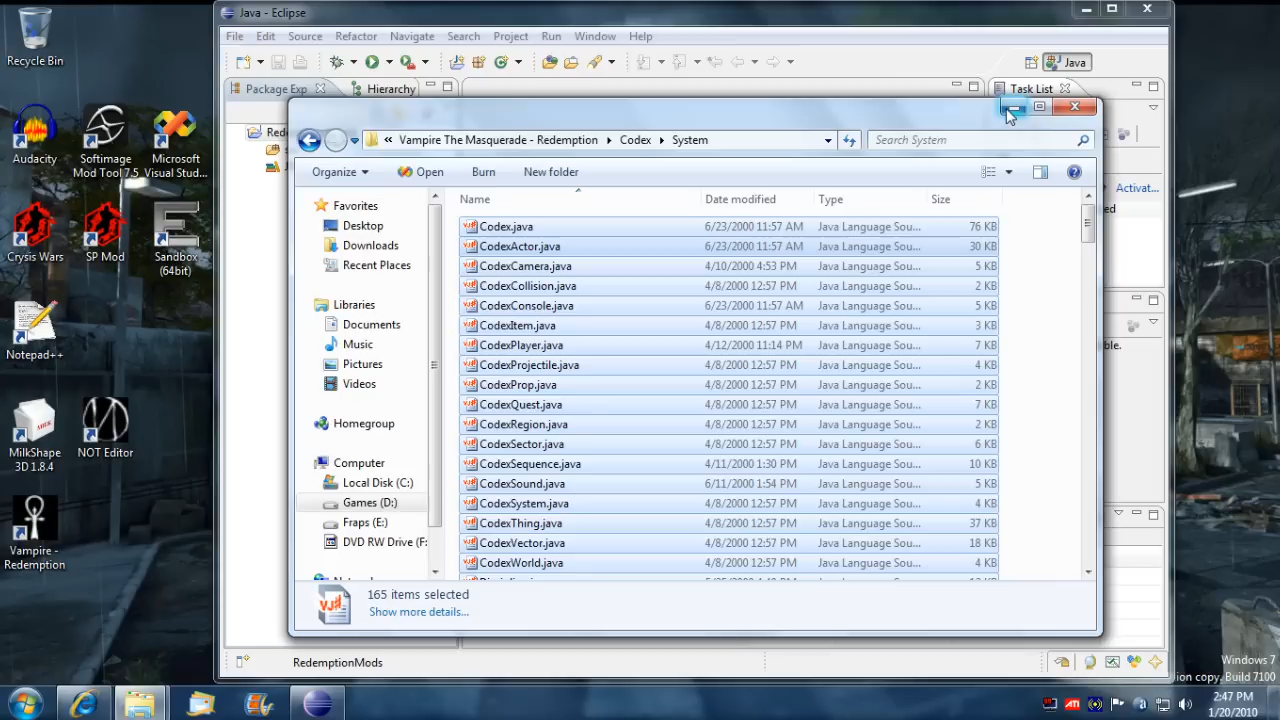 Recycle Bin
Audacity
Softimage
Mod Tool 7.5
Microsoft
Visual Stud...
Crysis Wars
SP Mod
Sandbox
(64bit)
Notepad++
MilkShape
3D 1.8.4
NOT Editor
Vampire -
Redemption
Java - Eclipse
File Edit Source Refactor Navigate Search Project Run Window Help
Java
Package Exp Hierarchy
Task List
« Vampire The Masquerade - Redemption Codex System
Search System
Organize Open Burn New folder
Name Date modified Type Size
Favorites
Desktop
Downloads
Recent Places
Libraries
Documents
Music
Pictures
Videos
Homegroup
Computer
Local Disk (C:)
Games (D:)
Fraps (E:)
DVD RW Drive (F:
Codex.java 6/23/2000 11:57 AM Java Language Sou... 76 KB
CodexActor.java 6/23/2000 11:57 AM Java Language Sou... 30 KB
CodexCamera.java 4/10/2000 4:53 PM Java Language Sou... 5 KB
CodexCollision.java 4/8/2000 12:57 PM Java Language Sou... 2 KB
CodexConsole.java 6/23/2000 11:57 AM Java Language Sou... 5 KB
CodexItem.java 4/8/2000 12:57 PM Java Language Sou... 3 KB
CodexPlayer.java 4/12/2000 11:14 PM Java Language Sou... 7 KB
CodexProjectile.java 4/8/2000 12:57 PM Java Language Sou... 4 KB
CodexProp.java 4/8/2000 12:57 PM Java Language Sou... 2 KB
CodexQuest.java 4/8/2000 12:57 PM Java Language Sou... 7 KB
CodexRegion.java 4/8/2000 12:57 PM Java Language Sou... 2 KB
CodexSector.java 4/8/2000 12:57 PM Java Language Sou... 6 KB
CodexSequence.java 4/11/2000 1:30 PM Java Language Sou... 10 KB
CodexSound.java 6/11/2000 1:54 PM Java Language Sou... 5 KB
CodexSystem.java 4/8/2000 12:57 PM Java Language Sou... 4 KB
CodexThing.java 4/8/2000 12:57 PM Java Language Sou... 37 KB
CodexVector.java 4/8/2000 12:57 PM Java Language Sou... 18 KB
CodexWorld.java 4/8/2000 12:57 PM Java Language Sou... 4 KB
165 items selected
Show more details...
Activat...
RedemptionMods
Windows 7
ion copy. Build 7100
2:47 PM
1/20/2010